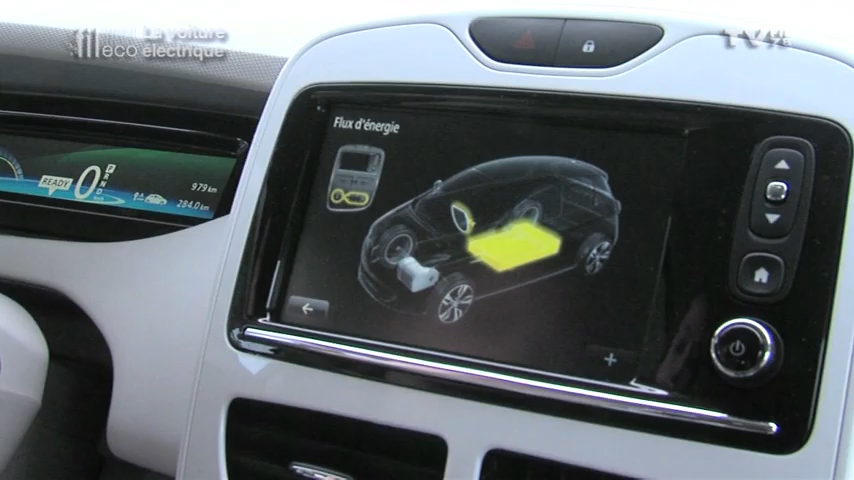 La voiture
électrique
eco
TV
Flux d'énergie
READY
0
P
R
N
D
979 km
284.0 km